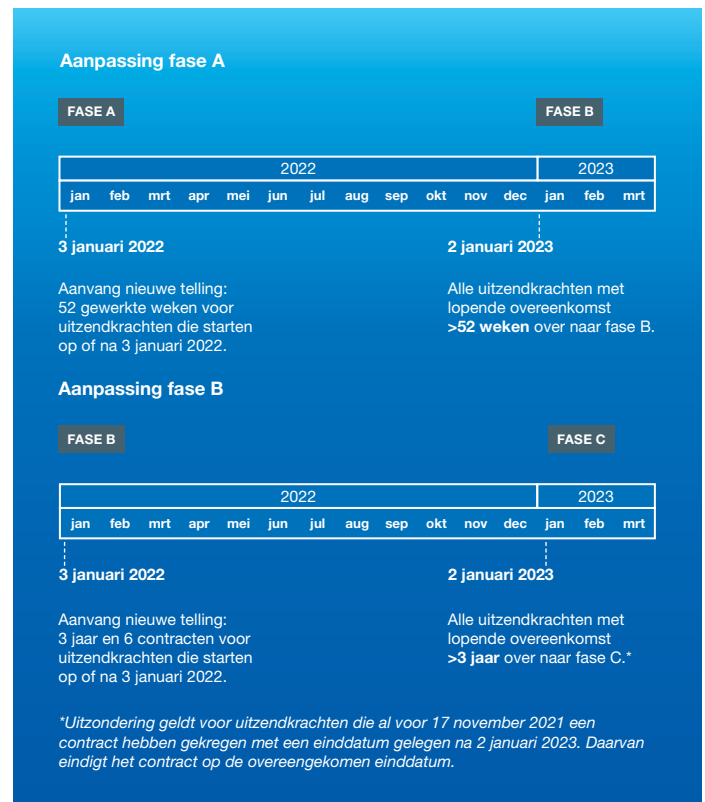 Aanpassing fase A
FASE A
FASE B
2022
2023
jan feb mrt apr mei jun jul aug sep okt nov dec jan feb mrt
3 januari 2022
Aanvang nieuwe telling:
52 gewerkte weken voor
uitzendkrachten die starten
op of na 3 januari 2022.
2 januari 2023
Alle uitzendkrachten met
lopende overeenkomst
>52 weken over naar fase B.
Aanpassing fase B
FASE B
FASE C
2022
2023
jan feb mrt apr mei jun jul aug sep okt nov dec jan feb mrt
3 januari 2022
Aanvang nieuwe telling:
3 jaar en 6 contracten voor
uitzendkrachten die starten
op of na 3 januari 2022.
2 januari 2023
Alle uitzendkrachten met
lopende overeenkomst
>3 jaar over naar fase C.*
*Uitzondering geldt voor uitzendkrachten die al voor 17 november 2021 een
contract hebben gekregen met een einddatum gelegen na 2 januari 2023. Daarvan
eindigt het contract op de overeengekomen einddatum.